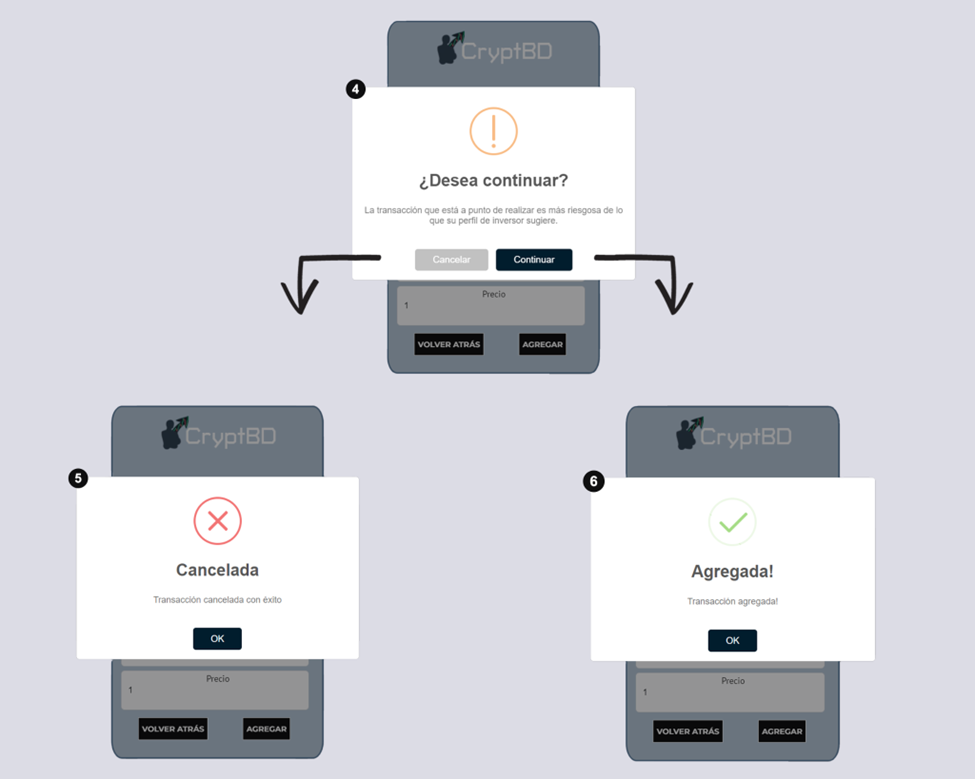 CryptBD
4
¿Desea continuar?
La transacción que está a punto de realizar es más riesgosa de lo
que su perfil de inversor sugiere.
Cancelar Continuar
Precio
1
VOLVER ATRÁS AGREGAR
CryptBD
5
Cancelada
Transacción cancelada con éxito
OK
Precio
1
VOLVER ATRÁS AGREGAR
CryptBD
6
Agregada!
Transacción agregada!
OK
Precio
1
VOLVER ATRÁS AGREGAR